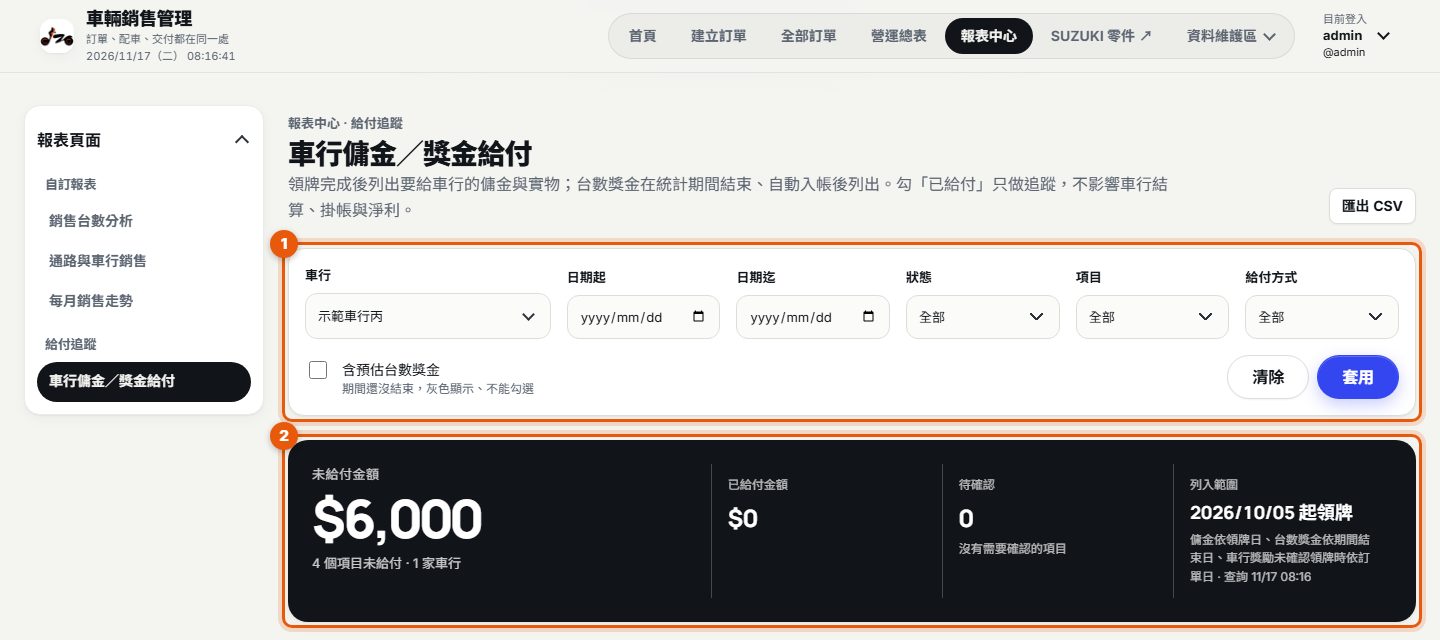 車輛銷售管理
訂單、配車、交付都在同一處
2026/11/17（二） 08:16:41
首頁
建立訂單
全部訂單
營運總表
報表中心
SUZUKI 零件 ↗
資料維護區
目前登入
admin
@admin
報表頁面
自訂報表
銷售台數分析
通路與車行銷售
每月銷售走勢
給付追蹤
車行傭金／獎金給付
報表中心 · 給付追蹤
車行傭金／獎金給付
領牌完成後列出要給車行的傭金與實物；台數獎金在統計期間結束、自動入帳後列出。勾「已給付」只做追蹤，不影響車行結
算、掛帳與淨利。
匯出 CSV
1
車行
日期起
日期迄
狀態
項目
給付方式
示範車行丙
yyyy/mm/dd
yyyy/mm/dd
全部
全部
全部
含預估台數獎金
期間還沒結束，灰色顯示、不能勾選
清除
套用
2
未給付金額
$6,000
4 個項目未給付 · 1 家車行
已給付金額
$0
待確認
0
沒有需要確認的項目
列入範圍
2026/10/05 起領牌
傭金依領牌日、台數獎金依期間結
束日、車行獎勵未確認領牌時依訂
單日 · 查詢 11/17 08:16